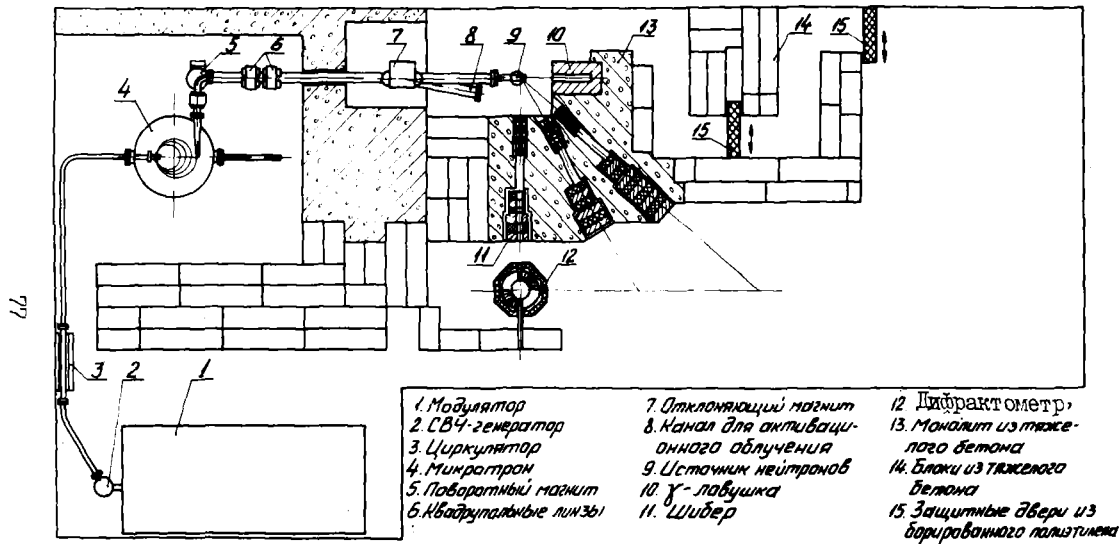 15
14
15
13
10
9
8
7
6
5
4
15
11
12
3
2
1
77
1. Модулятор
2. СВЧ-генератор
3. Циркулятор
4. Микротрон
5. Поворотный магнит
6. Квадрупольные линзы
7. Отклоняющий магнит
8. Канал для активаци-
онного облучения
9. Источник нейтронов
10. γ-ловушка
11. Шибер
12 Дифрактометр,
13. Монолит из тяже-
лого бетона
14. Блоки из тяжелого
бетона
15. Защитные двери из
борированного полиэтилена